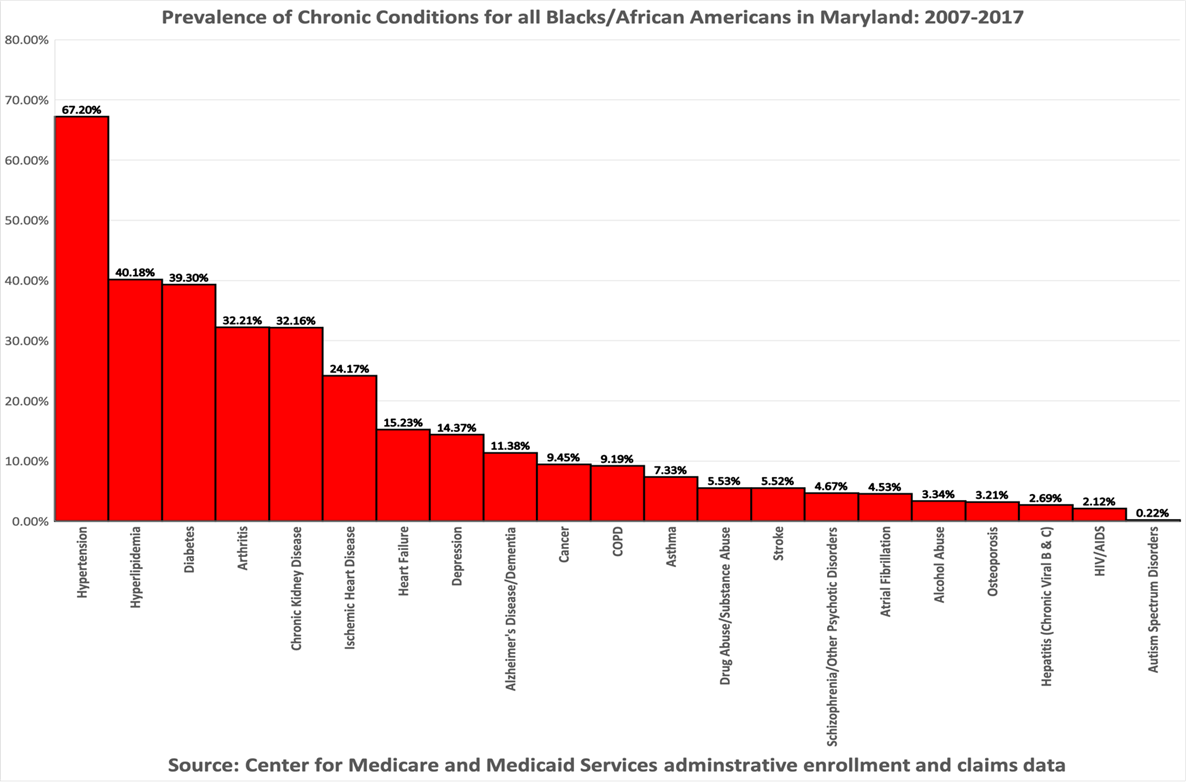 Prevalence of Chronic Conditions for all Blacks/African Americans in Maryland: 2007-2017
80.00%
70.00%
60.00%
50.00%
40.00%
30.00%
20.00%
10.00%
0.00%
67.20%
40.18%
39.30%
32.21%
32.16%
24.17%
15.23%
14.37%
11.38%
9.45%
9.19%
7.33%
5.53%
5.52%
4.67%
4.53%
3.34%
3.21%
2.69%
2.12%
0.22%
Hypertension
Hyperlipidemia
Diabetes
Arthritis
Chronic Kidney Disease
Ischemic Heart Disease
Heart Failure
Depression
Alzheimer's Disease/Dementia
Cancer
COPD
Asthma
Drug Abuse/Substance Abuse
Stroke
Schizophrenia/Other Psychotic Disorders
Atrial Fibrillation
Alcohol Abuse
Osteoporosis
Hepatitis (Chronic Viral B & C)
HIV/AIDS
Autism Spectrum Disorders
Source: Center for Medicare and Medicaid Services adminstrative enrollment and claims data